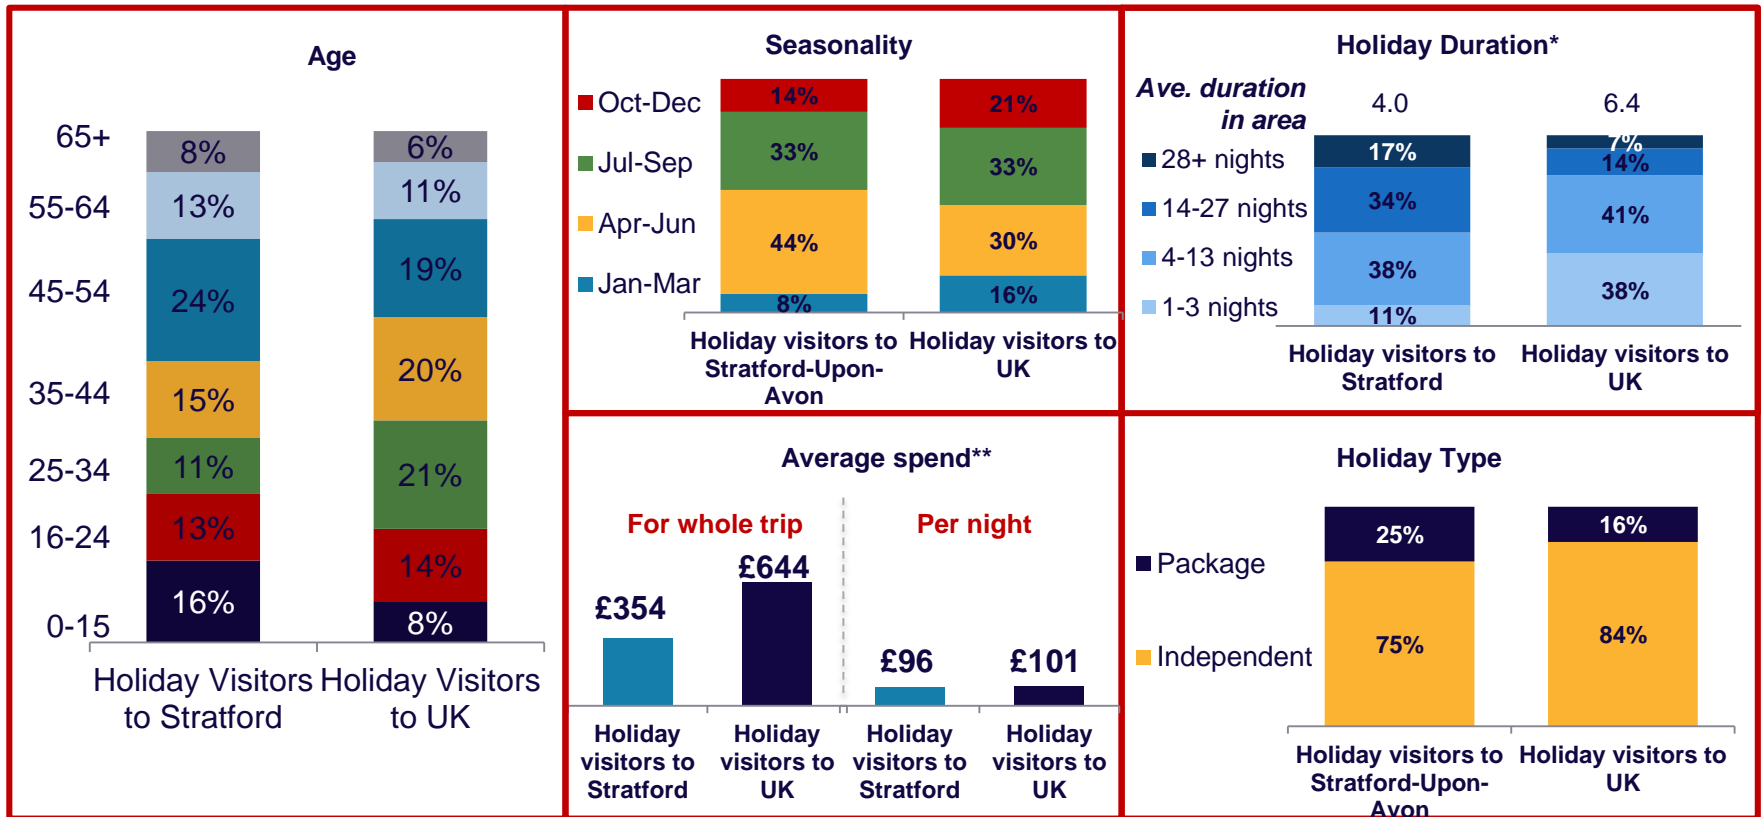 Age
65+
55-64
45-54
35-44
25-34
16-24
0-15
8%
13%
24%
15%
11%
13%
16%
6%
11%
19%
20%
21%
14%
8%
Holiday Visitors
to Stratford
Holiday Visitors
to UK
Seasonality
Oct-Dec
Jul-Sep
Apr-Jun
Jan-Mar
14%
33%
44%
8%
21%
33%
30%
16%
Holiday visitors to
Stratford-Upon-
Avon
Holiday visitors to
UK
Holiday Duration*
Ave. duration
in area
4.0
6.4
28+ nights
14-27 nights
4-13 nights
1-3 nights
17%
34%
38%
11%
7%
14%
41%
38%
Holiday visitors to
Stratford
Holiday visitors to
UK
Average spend**
For whole trip
Per night
£354
£644
£96
£101
Holiday
visitors to
Stratford
Holiday
visitors to
UK
Holiday
visitors to
Stratford
Holiday
visitors to
UK
Holiday Type
Package
Independent
25%
75%
16%
84%
Holiday visitors to
Stratford-Upon-
Avon
Holiday visitors to
UK